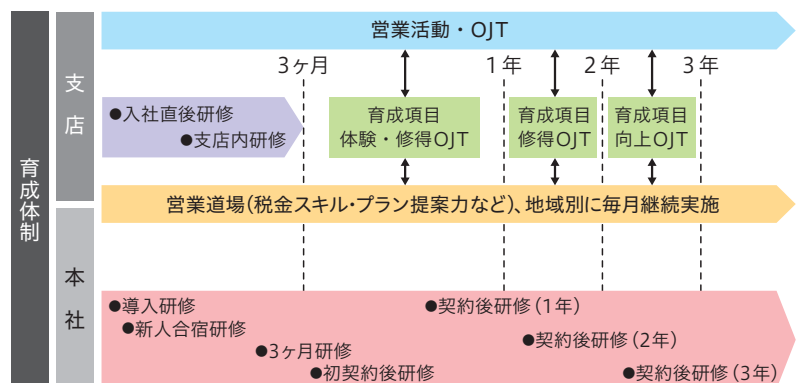 育成体制
支店
本社
営業活動・OJT
3ヶ月
1年
2年
3年
●入社直後研修
●支店内研修
育成項目
体験・修得OJT
育成項目
修得OJT
育成項目
向上OJT
営業道場(税金スキル・プラン提案力など)、地域別に毎月継続実施
●導入研修
●新人合宿研修
●3ヶ月研修
●初契約後研修
●契約後研修(1年)
●契約後研修(2年)
●契約後研修(3年)